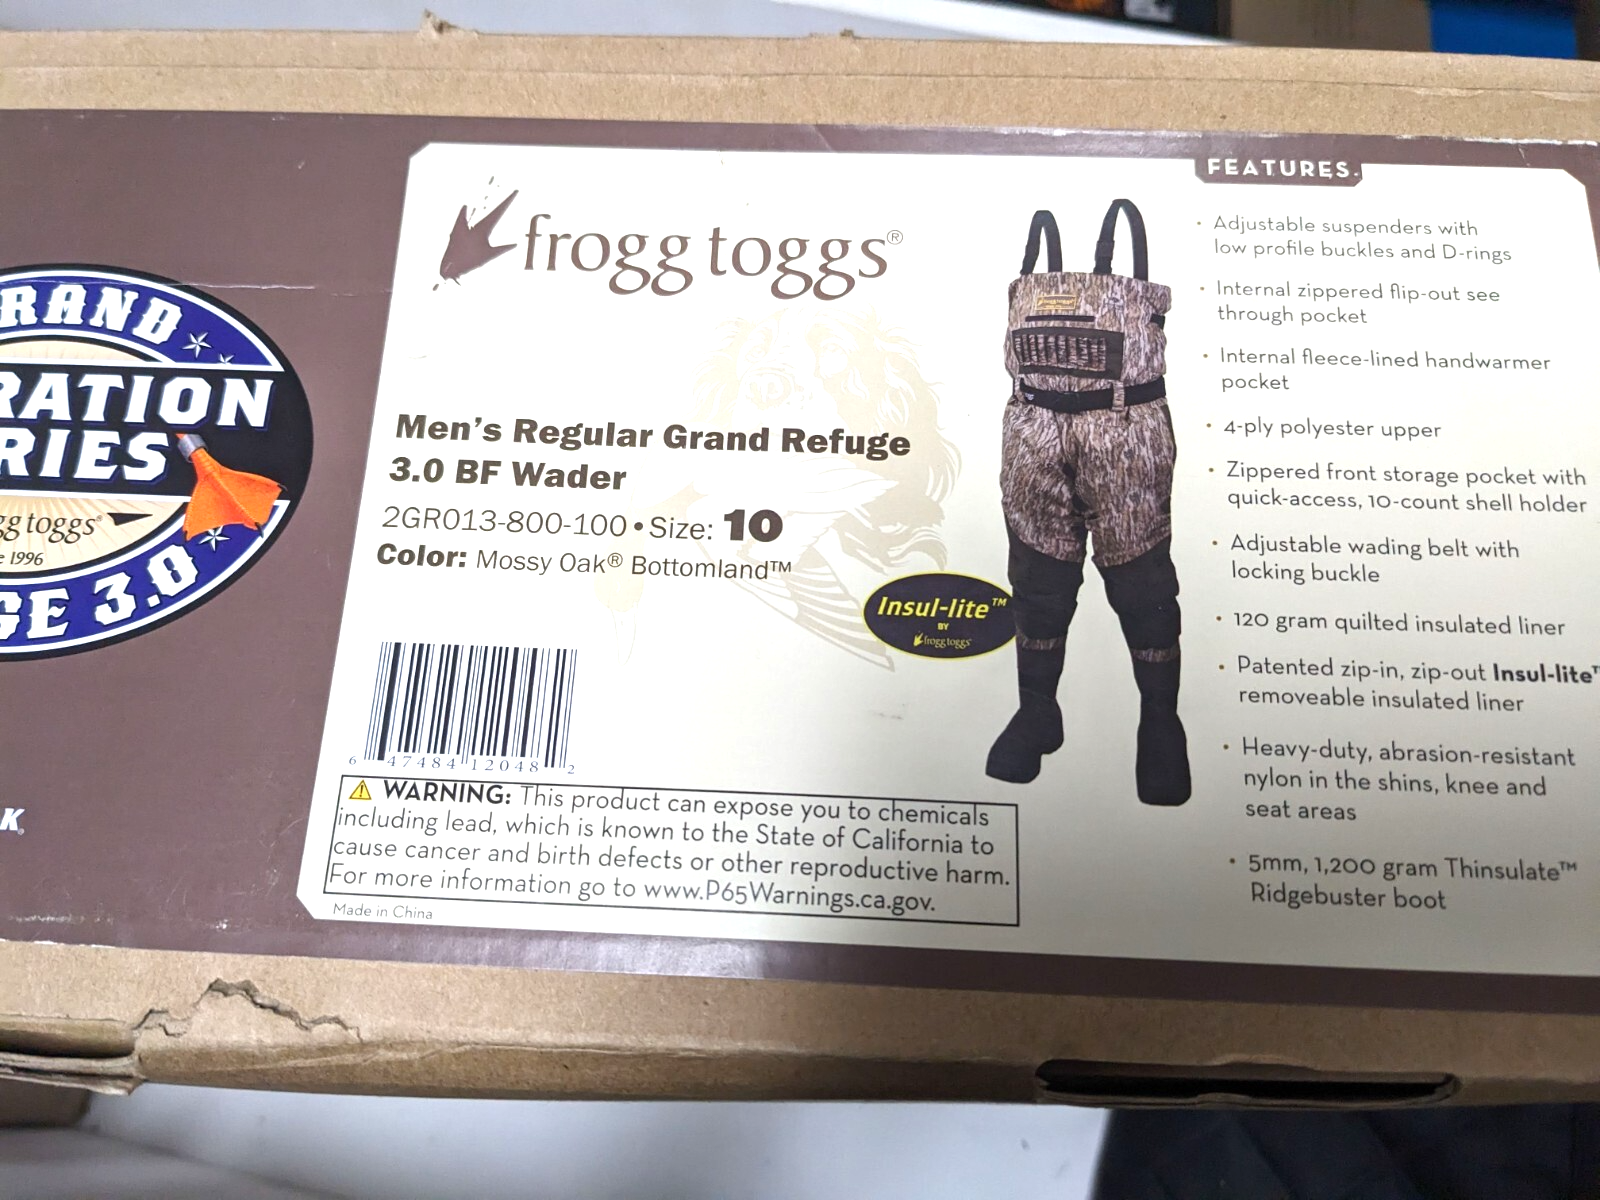 RAND
RATION
RIES
gg toggs®
e 1996
GE 3.0
K
frogg toggs®
Men's Regular Grand Refuge
3.0 BF Wader
2GR013-800-100 • Size: 10
Color: Mossy Oak® Bottomland™
Insul-lite™
BY
frogg toggs
6 47484 12048 2
WARNING: This product can expose you to chemicals
including lead, which is known to the State of California to
cause cancer and birth defects or other reproductive harm.
For more information go to www.P65Warnings.ca.gov.
Made in China
FEATURES
• Adjustable suspenders with
low profile buckles and D-rings
• Internal zippered flip-out see
through pocket
• Internal fleece-lined handwarmer
pocket
• 4-ply polyester upper
• Zippered front storage pocket with
quick-access, 10-count shell holder
• Adjustable wading belt with
locking buckle
• 120 gram quilted insulated liner
• Patented zip-in, zip-out Insul-lite™
removeable insulated liner
• Heavy-duty, abrasion-resistant
nylon in the shins, knee and
seat areas
• 5mm, 1,200 gram Thinsulate™
Ridgebuster boot